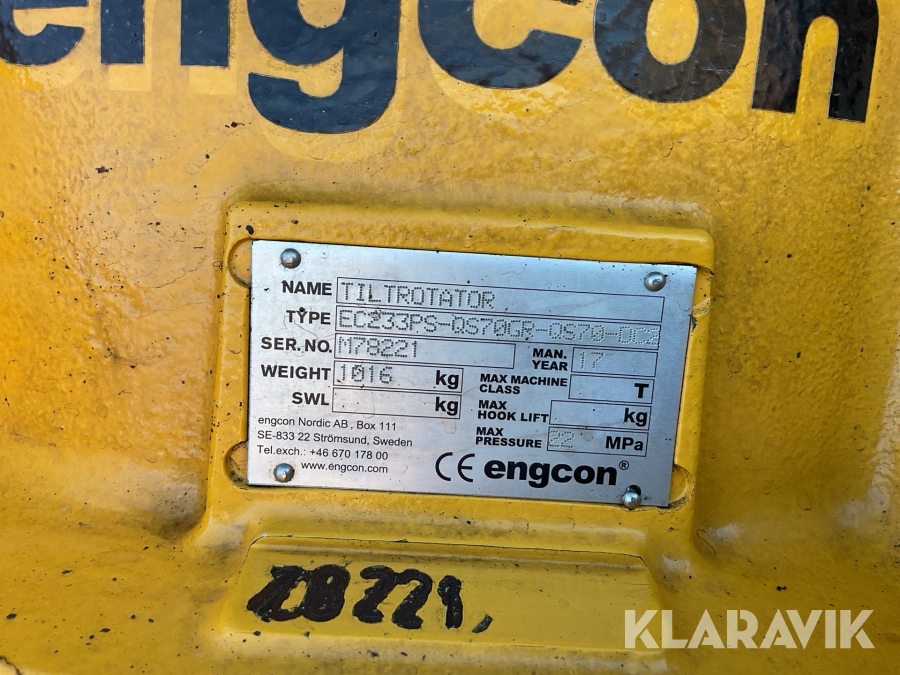 engcon
NAME TILTROTATOR
TYPE EC233PS-QS70GR-QS70-DC2
SER. NO. M78221 MAN. YEAR 17
WEIGHT 1016 kg MAX MACHINE CLASS T
SWL kg MAX HOOK LIFT kg
MAX PRESSURE 22 MPa
engcon Nordic AB , Box 111
SE-833 22 Strömsund, Sweden
Tel.exch.: +46 670 178 00
www.engcon.com
CE engcon®
78221
KLARAVIK